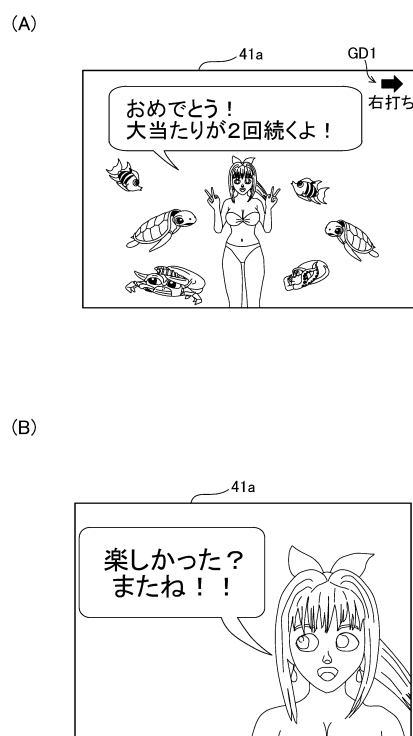 (A)
41a
GD1
右打ち
おめでとう！
大当たりが２回続くよ！
(B)
41a
楽しかった？
またね！！